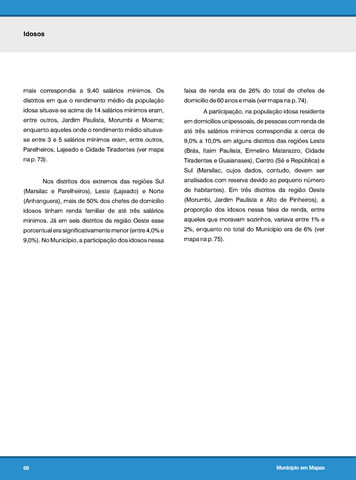 Idosos
mais correspondia a 9,40 salários mínimos. Os
distritos em que o rendimento médio da população
idosa situava-se acima de 14 salários mínimos eram,
entre outros, Jardim Paulista, Morumbi e Moema;
enquanto aqueles onde o rendimento médio situava-
se entre 3 e 5 salários mínimos eram, entre outros,
Parelheiros, Lajeado e Cidade Tiradentes (ver mapa
na p. 73).
Nos distritos dos extremos das regiões Sul
(Marsilac e Parelheiros), Leste (Lajeado) e Norte
(Anhanguera), mais de 50% dos chefes de domicílio
idosos tinham renda familiar de até três salários
mínimos. Já em seis distritos da região Oeste esse
porcentual era significativamente menor (entre 4,0% e
9,0%). No Município, a participação dos idosos nessa
faixa de renda era de 26% do total de chefes de
domicílio de 60 anos e mais (ver mapa na p. 74).
A participação, na população idosa residente
em domicílios unipessoais, de pessoas com renda de
até três salários mínimos correspondia a cerca de
9,0% a 10,0% em alguns distritos das regiões Leste
(Brás, Itaim Paulista, Ermelino Matarazzo, Cidade
Tiradentes e Guaianases), Centro (Sé e República) e
Sul (Marsilac, cujos dados, contudo, devem ser
analisados com reserva devido ao pequeno número
de habitantes). Em três distritos da região Oeste
(Morumbi, Jardim Paulista e Alto de Pinheiros), a
proporção dos idosos nessa faixa de renda, entre
aqueles que moravam sozinhos, variava entre 1% e
2%, enquanto no total do Município era de 6% (ver
mapa na p. 75).
68
Município em Mapas